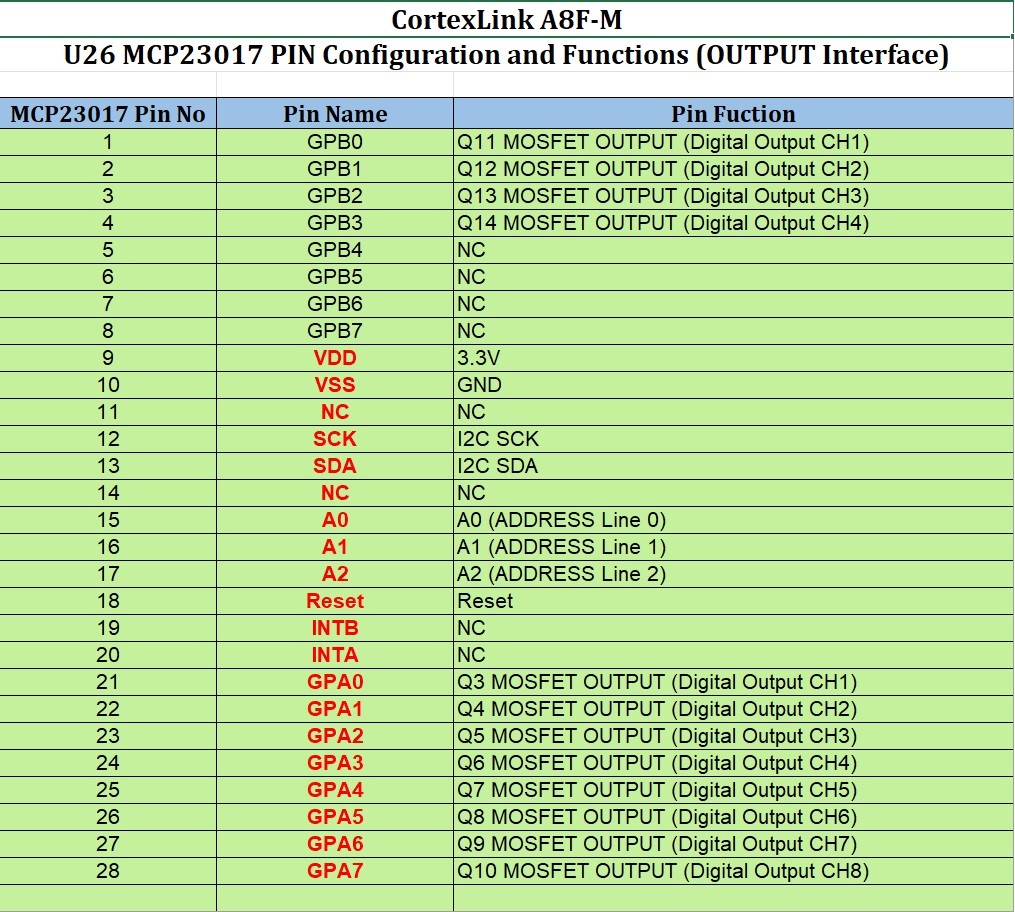 CortexLink A8F-M
U26 MCP23017 PIN Configuration and Functions (OUTPUT Interface)
MCP23017 Pin No Pin Name Pin Fuction
1 GPB0 Q11 MOSFET OUTPUT (Digital Output CH1)
2 GPB1 Q12 MOSFET OUTPUT (Digital Output CH2)
3 GPB2 Q13 MOSFET OUTPUT (Digital Output CH3)
4 GPB3 Q14 MOSFET OUTPUT (Digital Output CH4)
5 GPB4 NC
6 GPB5 NC
7 GPB6 NC
8 GPB7 NC
9 VDD 3.3V
10 VSS GND
11 NC NC
12 SCK I2C SCK
13 SDA I2C SDA
14 NC NC
15 A0 A0 (ADDRESS Line 0)
16 A1 A1 (ADDRESS Line 1)
17 A2 A2 (ADDRESS Line 2)
18 Reset Reset
19 INTB NC
20 INTA NC
21 GPA0 Q3 MOSFET OUTPUT (Digital Output CH1)
22 GPA1 Q4 MOSFET OUTPUT (Digital Output CH2)
23 GPA2 Q5 MOSFET OUTPUT (Digital Output CH3)
24 GPA3 Q6 MOSFET OUTPUT (Digital Output CH4)
25 GPA4 Q7 MOSFET OUTPUT (Digital Output CH5)
26 GPA5 Q8 MOSFET OUTPUT (Digital Output CH6)
27 GPA6 Q9 MOSFET OUTPUT (Digital Output CH7)
28 GPA7 Q10 MOSFET OUTPUT (Digital Output CH8)